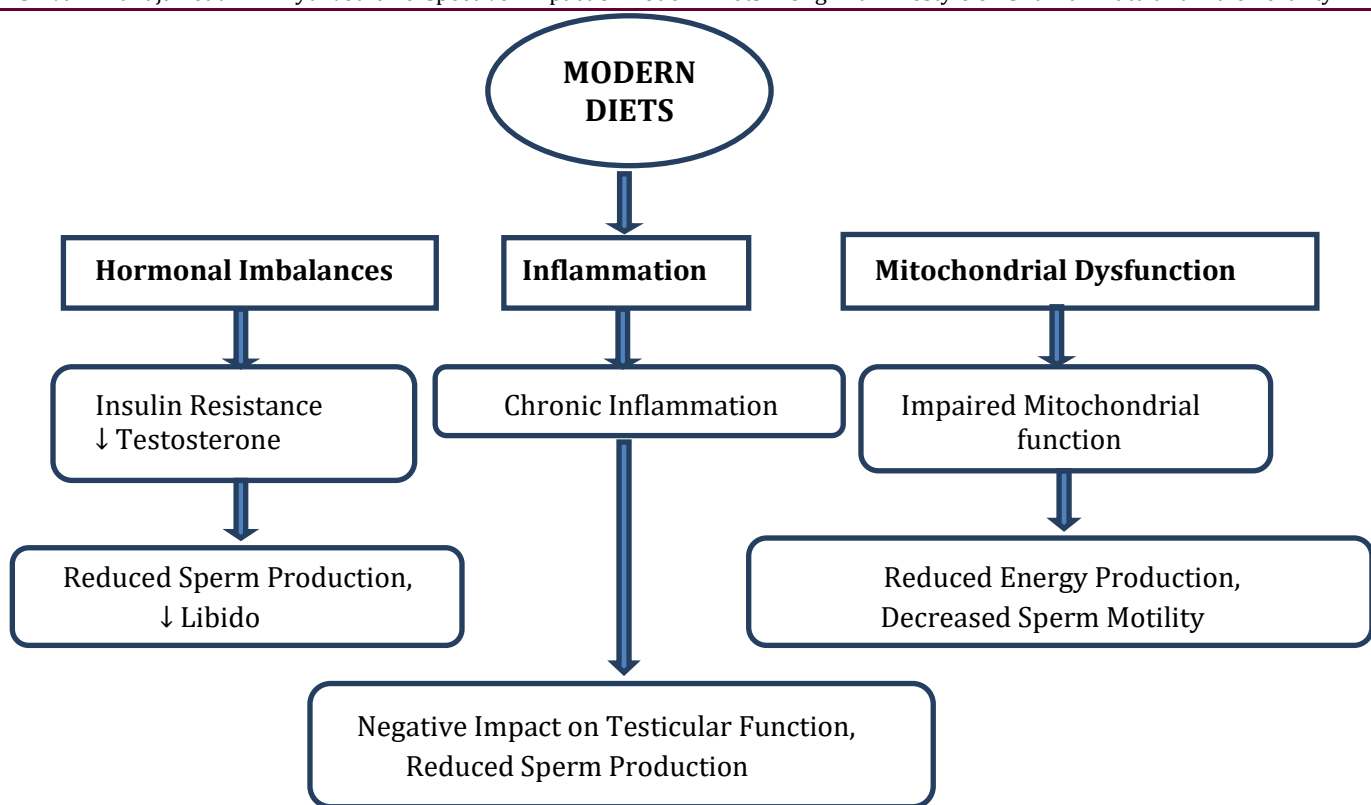 MODERN
DIETS
Hormonal Imbalances
Inflammation
Mitochondrial Dysfunction
Insulin Resistance
↓ Testosterone
Chronic Inflammation
Impaired Mitochondrial
function
Reduced Sperm Production,
↓ Libido
Reduced Energy Production,
Decreased Sperm Motility
Negative Impact on Testicular Function,
Reduced Sperm Production